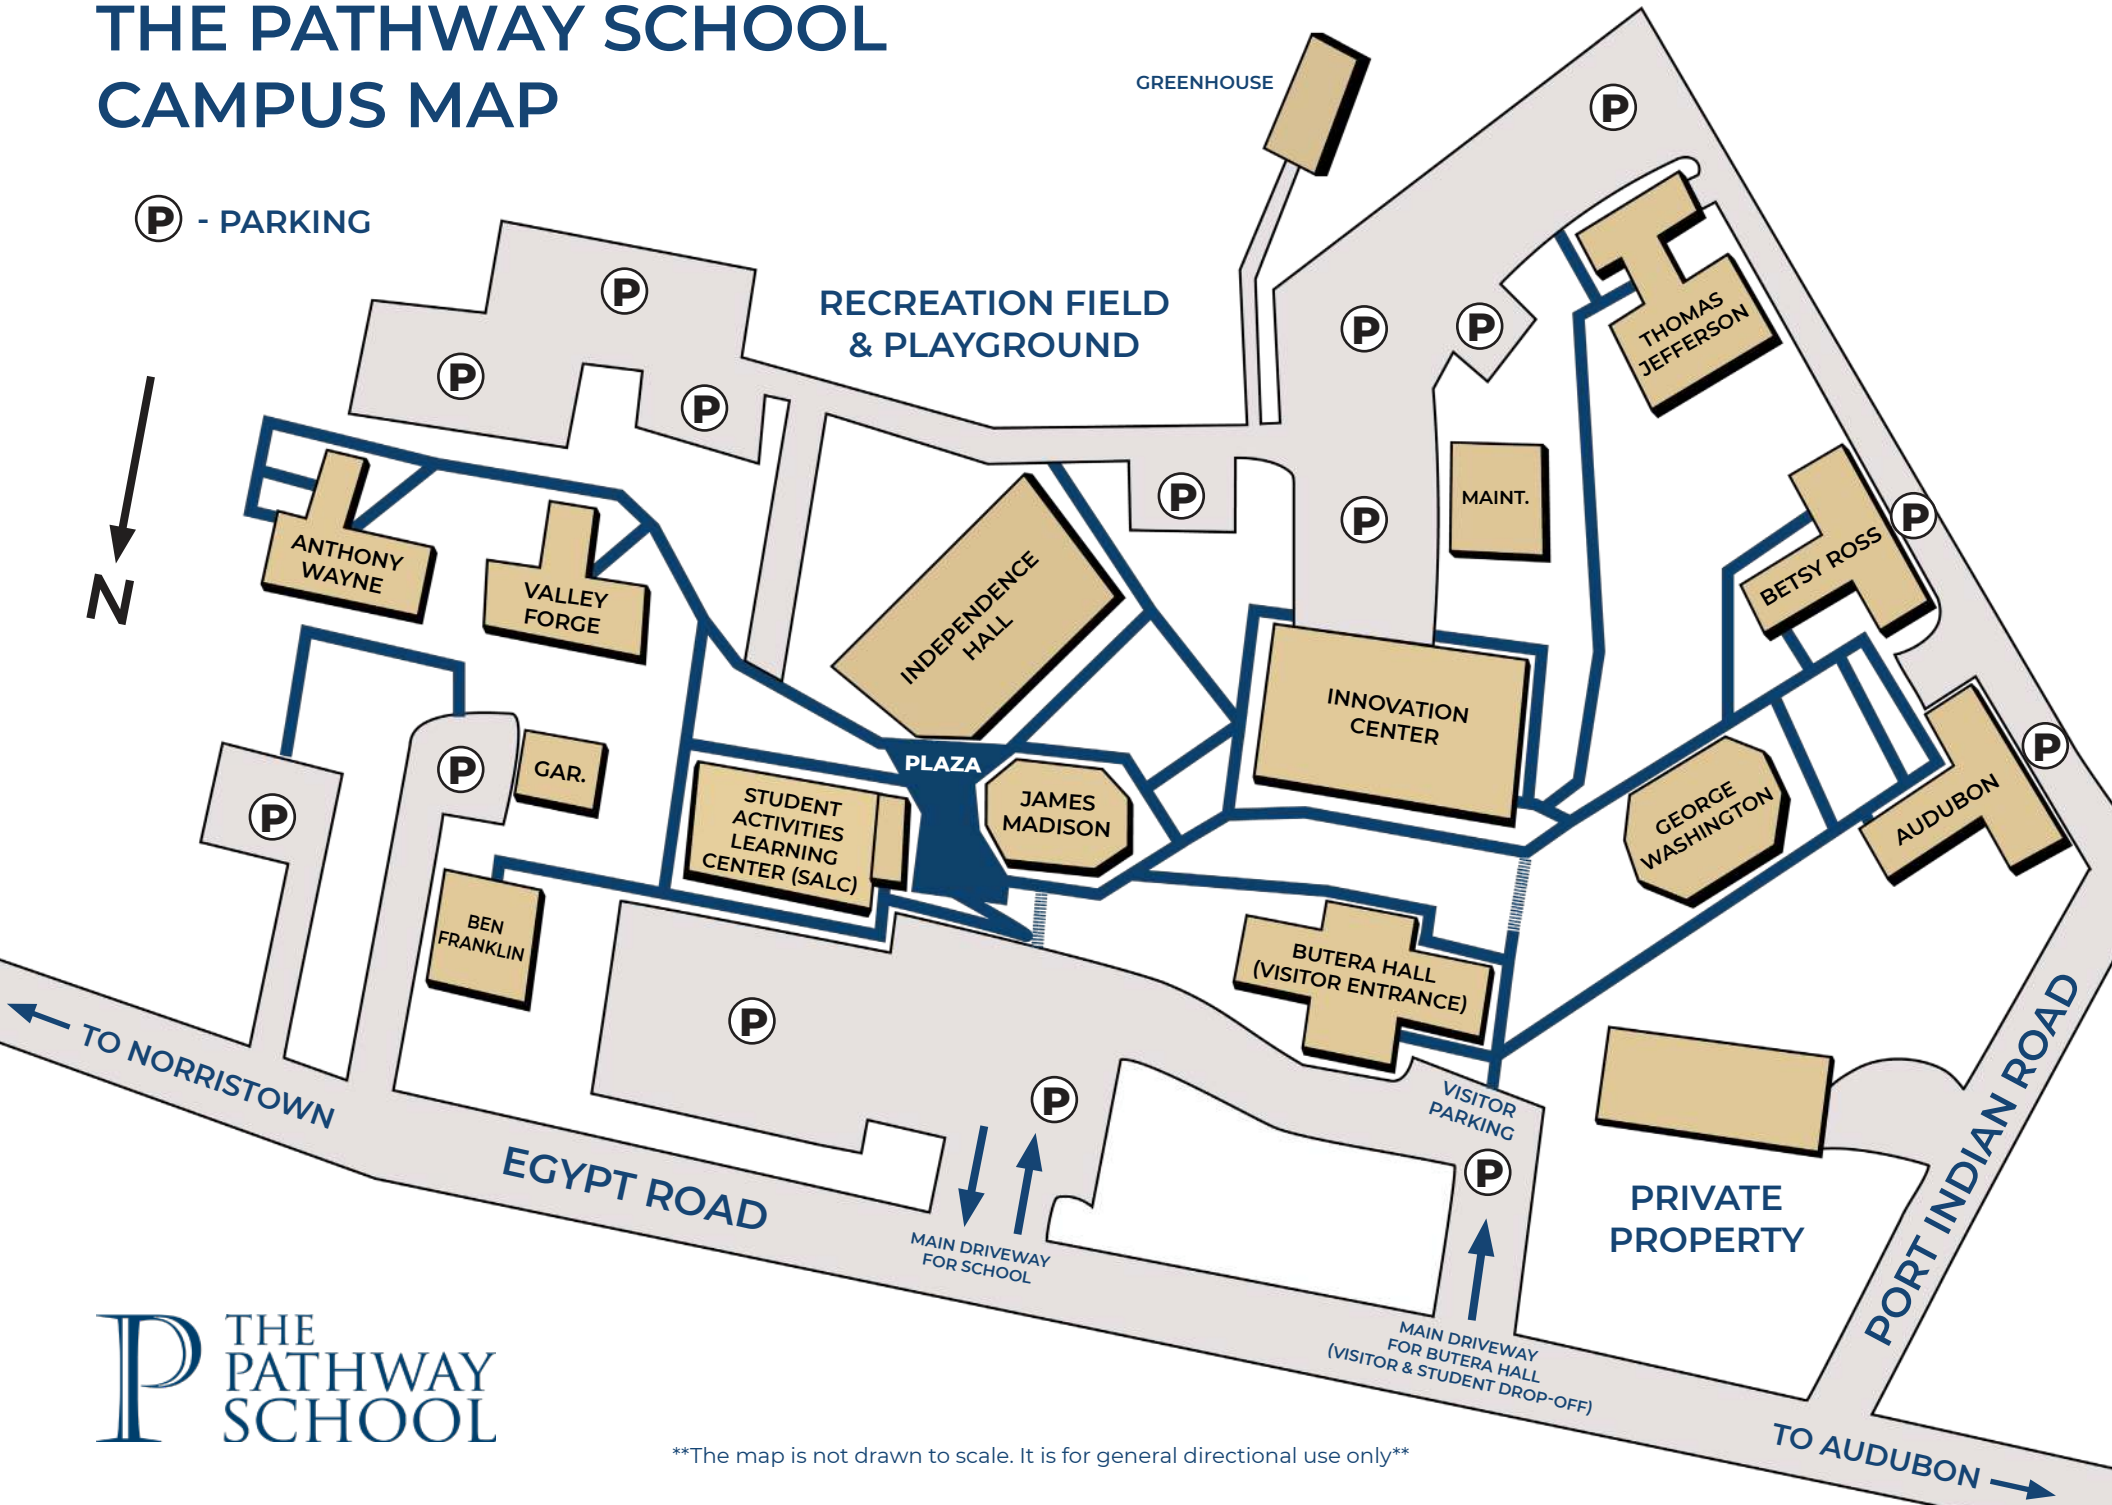 THE PATHWAY SCHOOL
CAMPUS MAP
P - PARKING
GREENHOUSE
P
P
RECREATION FIELD
& PLAYGROUND
P
P
THOMAS
JEFFERSON
P
P
P
P
MAINT.
P
BETSY ROSS
P
N
ANTHONY
WAYNE
VALLEY
FORGE
INDEPENDENCE
HALL
INNOVATION
CENTER
P
GAR.
P
PLAZA
P
STUDENT
ACTIVITIES
LEARNING
CENTER (SALC)
JAMES
MADISON
GEORGE
WASHINGTON
AUDUBON
BEN
FRANKLIN
BUTERA HALL
(VISITOR ENTRANCE)
P
TO NORRISTOWN
P
VISITOR
PARKING
P
EGYPT ROAD
PORT INDIAN ROAD
PRIVATE
PROPERTY
MAIN DRIVEWAY
FOR SCHOOL
MAIN DRIVEWAY
FOR BUTERA HALL
(VISITOR & STUDENT DROP-OFF)
P THE
PATHWAY
SCHOOL
TO AUDUBON
**The map is not drawn to scale. It is for general directional use only**